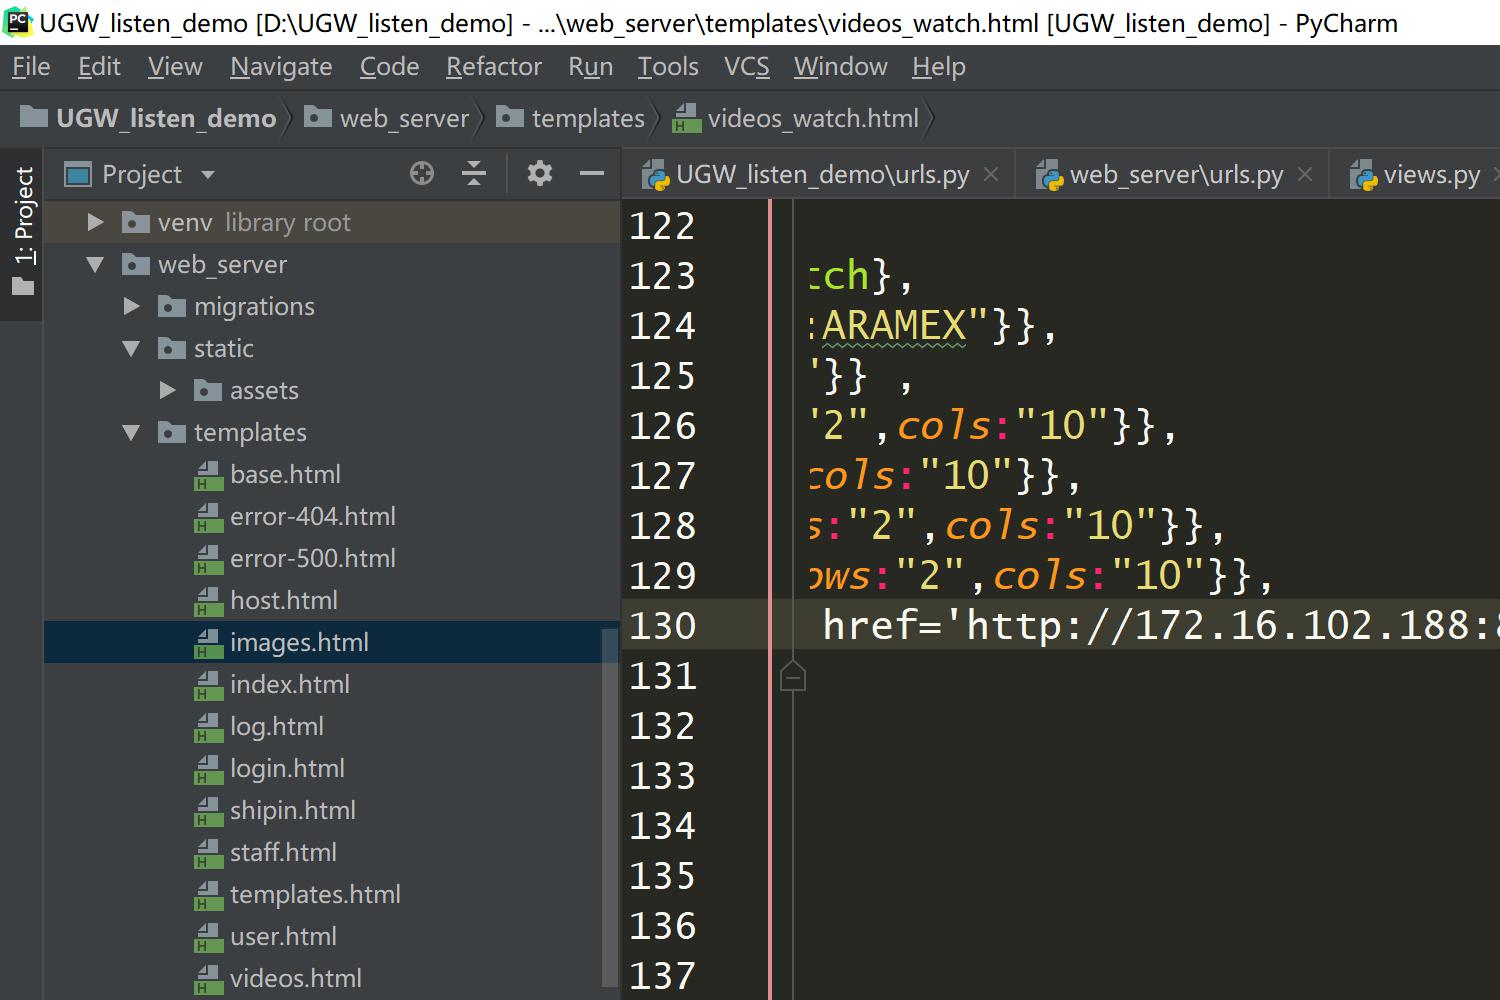 UGW_listen_demo [D:\UGW_listen_demo] - ...\web_server\templates\videos_watch.html [UGW_listen_demo] - PyCharm
File Edit View Navigate Code Refactor Run Tools VCS Window Help
UGW_listen_demo web_server templates videos_watch.html
1: Project
Project
UGW_listen_demo\urls.py web_server\urls.py views.py
venv library root
web_server
migrations
static
assets
templates
base.html
error-404.html
error-500.html
host.html
images.html
index.html
log.html
login.html
shipin.html
staff.html
templates.html
user.html
videos.html
122
123 tch},
124 :ARAMEX"}},
125 '}} ,
126 '2",cols:"10"}},
127 cols:"10"}},
128 s:"2",cols:"10"}},
129 ows:"2",cols:"10"}},
130 href='http://172.16.102.188:8
131
132
133
134
135
136
137